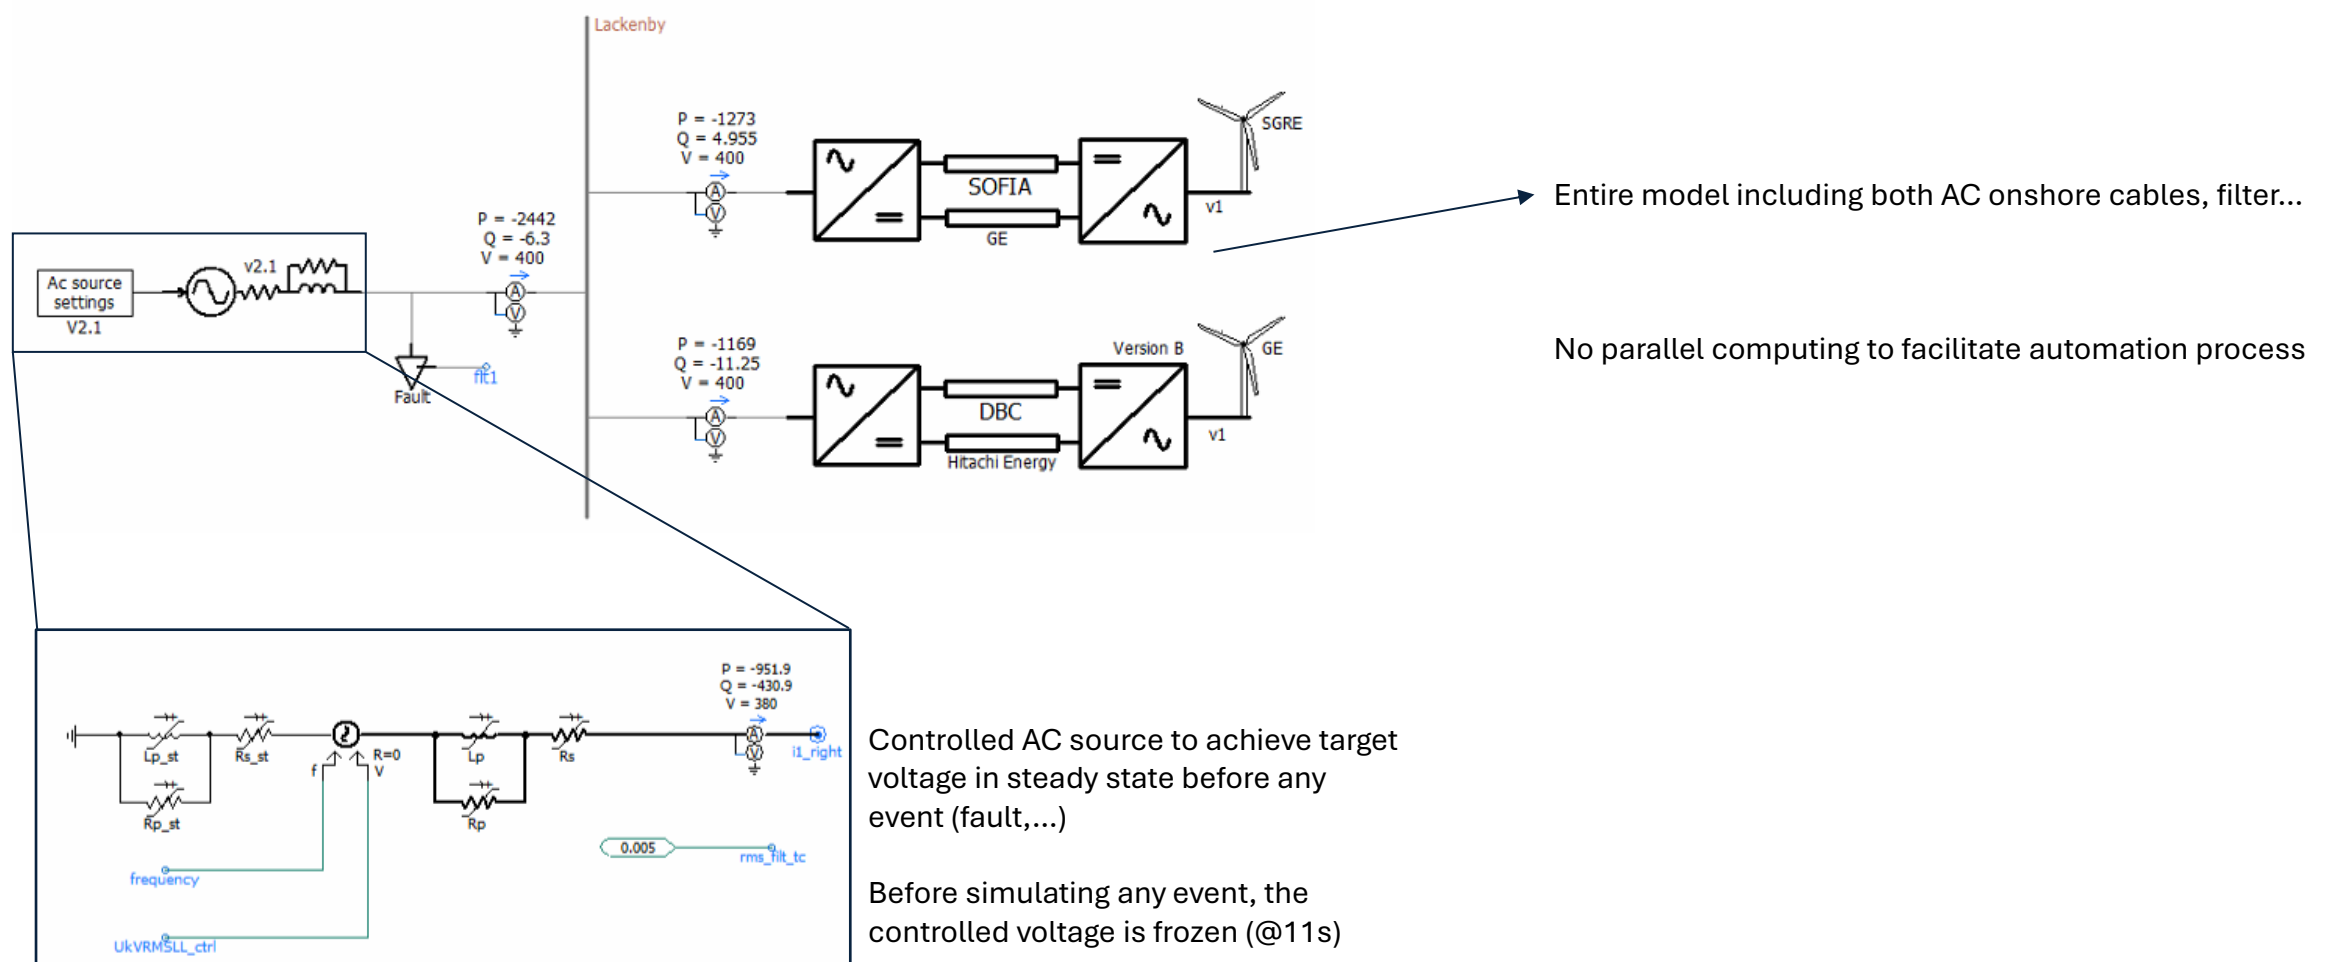 Lackenby
P = -1273
Q = 4.955
V = 400
A
V
SOFIA
GE
SGRE
v1
Entire model including both AC onshore cables, filter...
P = -2442
Q = -6.3
V = 400
A
V
Ac source
settings
V2.1
v2.1
Fault
flt1
P = -1169
Q = -11.25
V = 400
A
V
DBC
Hitachi Energy
Version B
GE
v1
No parallel computing to facilitate automation process
P = -951.9
Q = -430.9
V = 380
A
V
i1_right
Lp_st
Rs_st
Rp_st
R=0
f
V
Lp
Rs
Rp
0.005
rms_filt_tc
frequency
UkVRMSLL_ctrl
Controlled AC source to achieve target
voltage in steady state before any
event (fault,...)
Before simulating any event, the
controlled voltage is frozen (@11s)